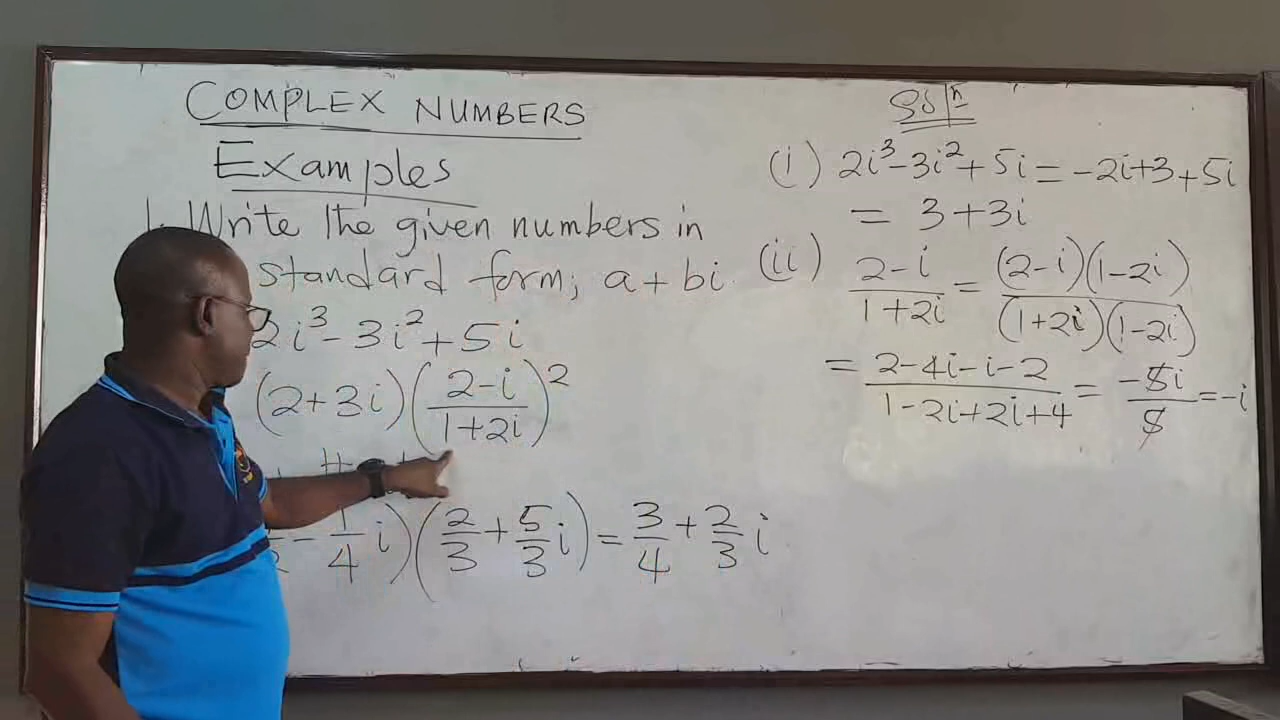 COMPLEX NUMBERS
Examples
1. Write the given numbers in
standard form; a + bi
2i³ - 3i² + 5i
(2+3i)((2-i)/(1+2i))²
- 1/4 i)(2/3 + 5/3 i) = 3/4 + 2/3 i
Solⁿ
(i) 2i³ - 3i² + 5i = -2i + 3 + 5i
= 3 + 3i
(ii) (2-i)/(1+2i) = (2-i)(1-2i)/(1+2i)(1-2i)
= (2-4i-i-2)/(1-2i+2i+4) = -5i/5 = -i